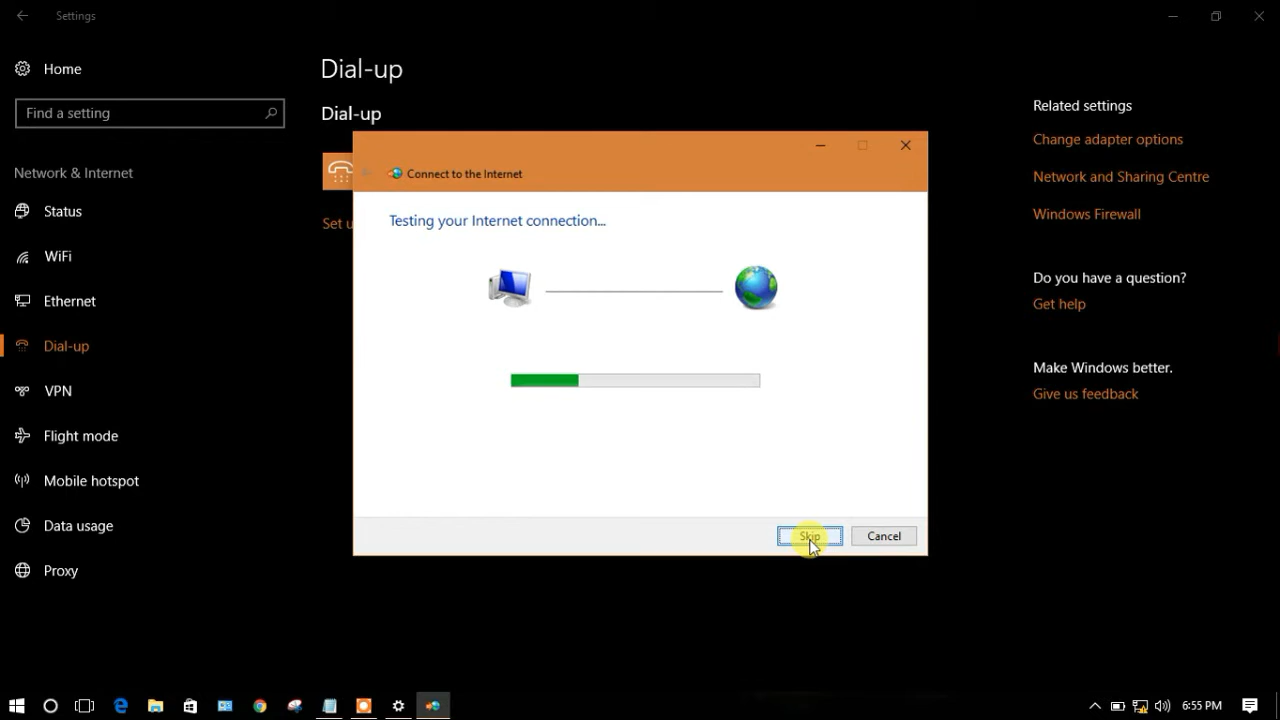 Settings
Home
Find a setting
Network & Internet
Status
WiFi
Ethernet
Dial-up
VPN
Flight mode
Mobile hotspot
Data usage
Proxy
Dial-up
Dial-up
Set u
Connect to the Internet
Testing your Internet connection...
Skip
Cancel
Related settings
Change adapter options
Network and Sharing Centre
Windows Firewall
Do you have a question?
Get help
Make Windows better.
Give us feedback
6:55 PM